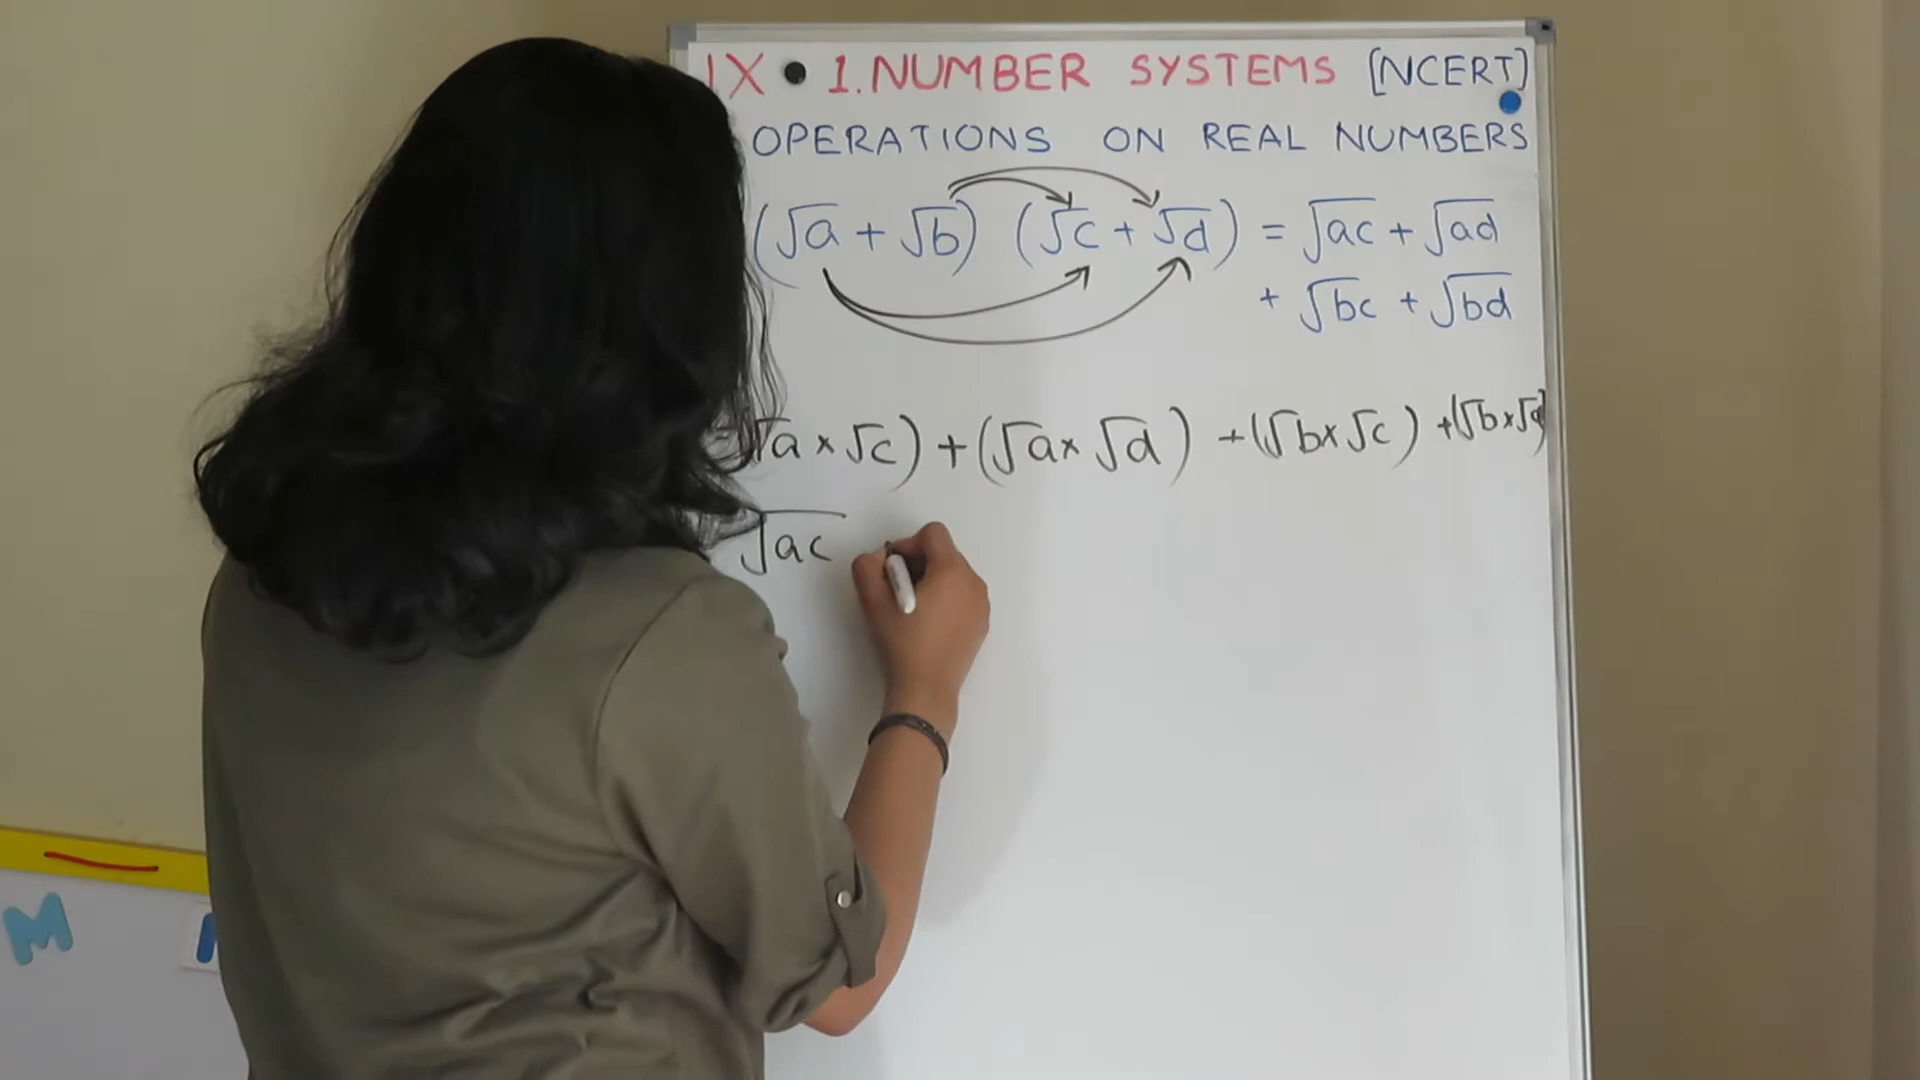 IX • 1. NUMBER SYSTEMS [NCERT]
OPERATIONS ON REAL NUMBERS
(√a + √b) (√c + √d) = √ac + √ad
+ √bc + √bd
√a × √c) + (√a × √d) + (√b × √c) + (√b × √d)
√ac
M